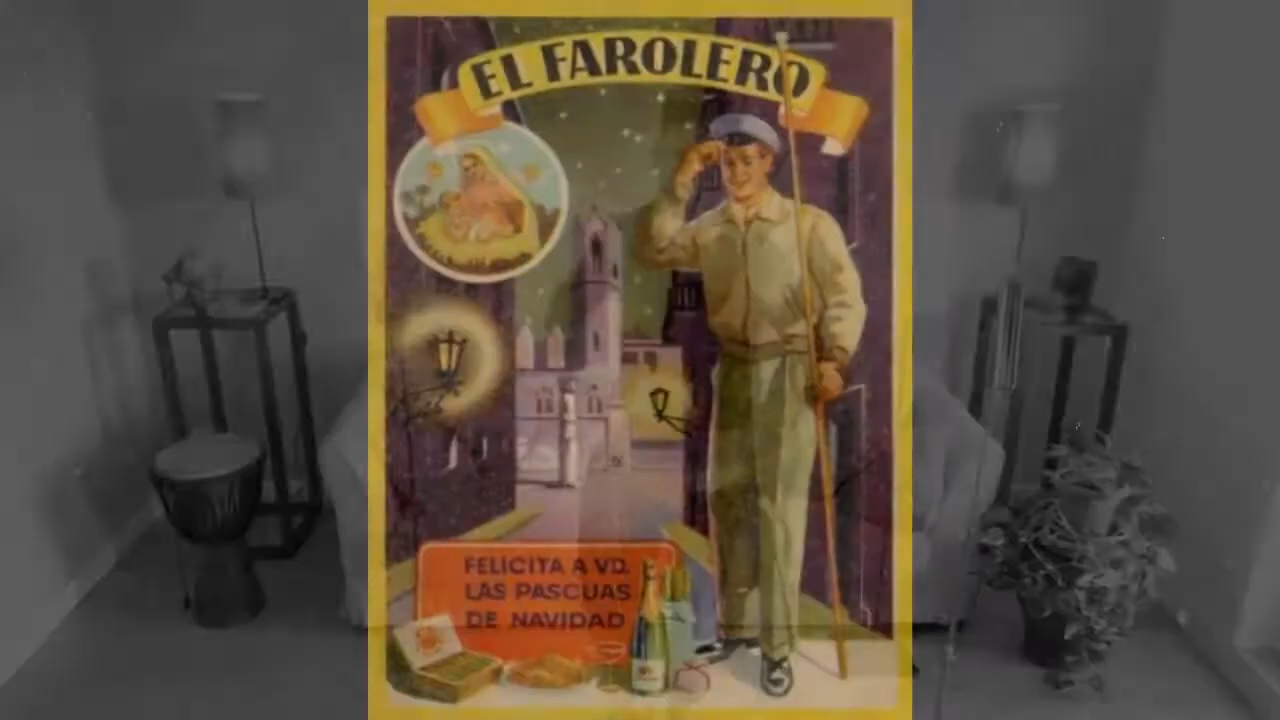 EL FAROLERO
FELICITA A VD.
LAS PASCUAS
DE NAVIDAD